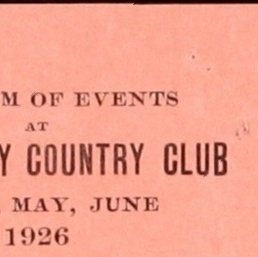 M OF EVENTS
AT
Y COUNTRY CLUB
, MAY, JUNE
1926